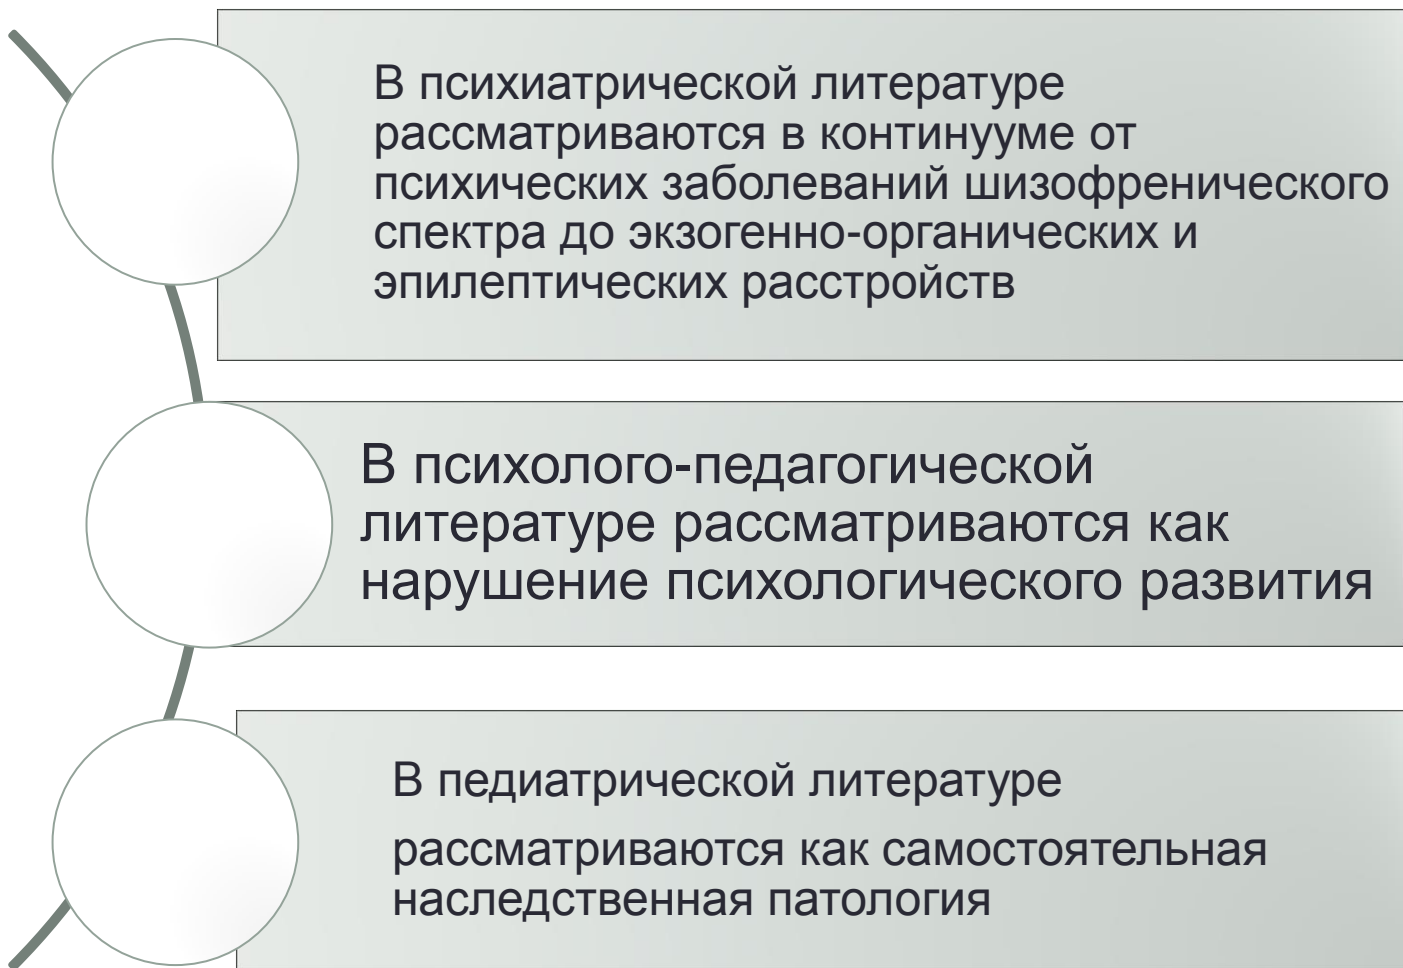 В психиатрической литературе
рассматриваются в континууме от
психических заболеваний шизофренического
спектра до экзогенно-органических и
эпилептических расстройств
В психолого-педагогической
литературе рассматриваются как
нарушение психологического развития
В педиатрической литературе
рассматриваются как самостоятельная
наследственная патология